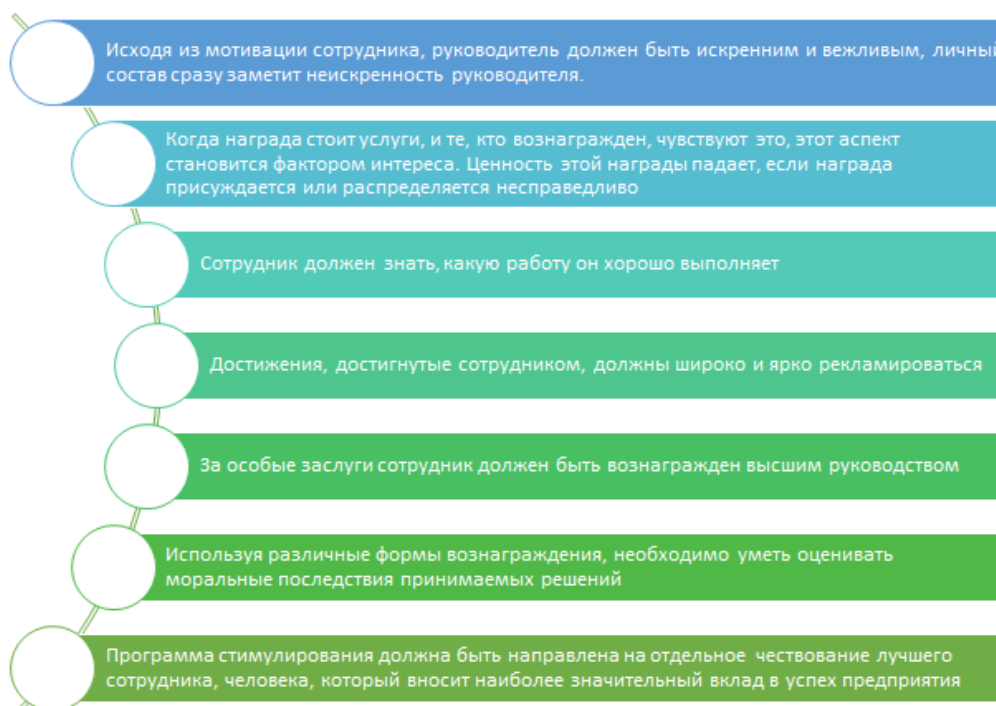 Исходя из мотивации сотрудника, руководитель должен быть искренним и вежливым, личный
состав сразу заметит неискренность руководителя.
Когда награда стоит услуги, и те, кто вознагражден, чувствуют это, этот аспект
становится фактором интереса. Ценность этой награды падает, если награда
присуждается или распределяется несправедливо
Сотрудник должен знать, какую работу он хорошо выполняет
Достижения, достигнутые сотрудником, должны широко и ярко рекламироваться
За особые заслуги сотрудник должен быть вознагражден высшим руководством
Используя различные формы вознаграждения, необходимо уметь оценивать
моральные последствия принимаемых решений
Программа стимулирования должна быть направлена на отдельное чествование лучшего
сотрудника, человека, который вносит наиболее значительный вклад в успех предприятия